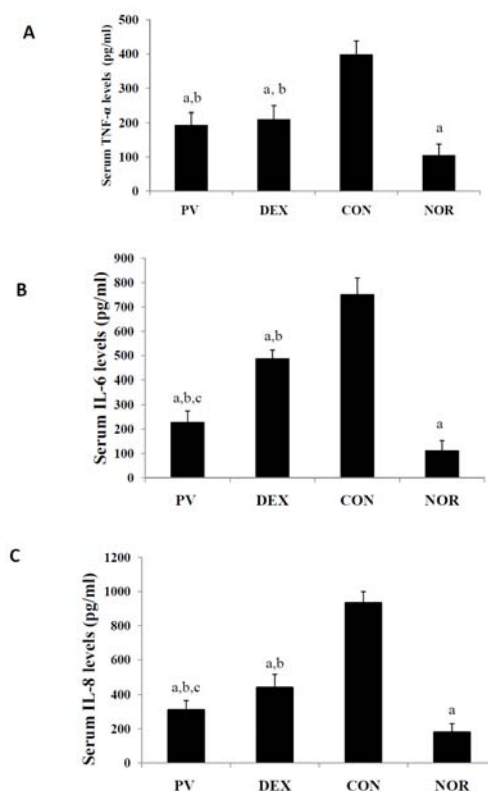 A
Serum TNF-α levels (pg/ml)
500
400
300
200
100
0
a,b
a, b
a
PV DEX CON NOR
B
Serum IL-6 levels (pg/ml)
900
800
700
600
500
400
300
200
100
0
a,b,c
a,b
a
PV DEX CON NOR
C
Serum IL-8 levels (pg/ml)
1200
1000
800
600
400
200
0
a,b,c
a,b
a
PV DEX CON NOR